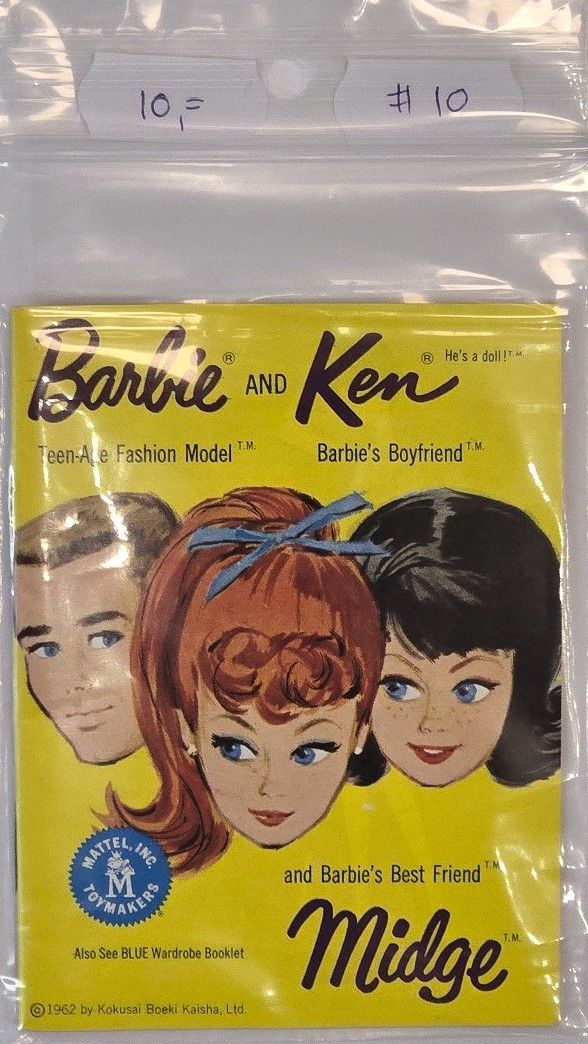 10,=
# 10
Barbie® AND Ken® He's a doll!T.M.
Teen-Age Fashion Model T.M. Barbie's Boyfriend T.M.
MATTEL, INC.
M
TOYMAKERS
and Barbie's Best Friend T.M.
Midge T.M.
Also See BLUE Wardrobe Booklet
©1962 by Kokusai Boeki Kaisha, Ltd.